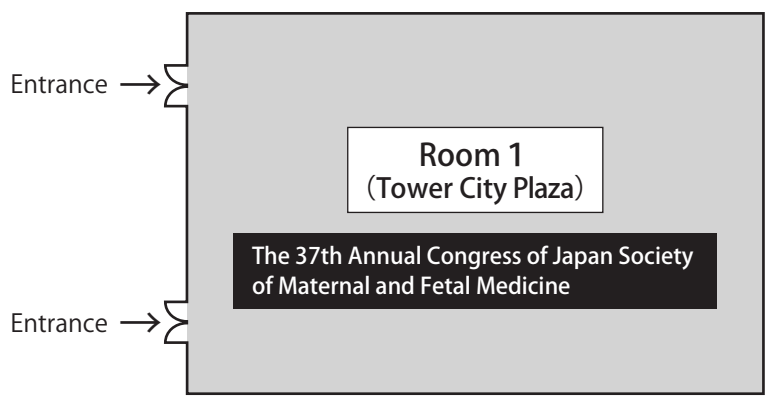 Entrance
Room 1
（Tower City Plaza）
The 37th Annual Congress of Japan Society
of Maternal and Fetal Medicine
Entrance